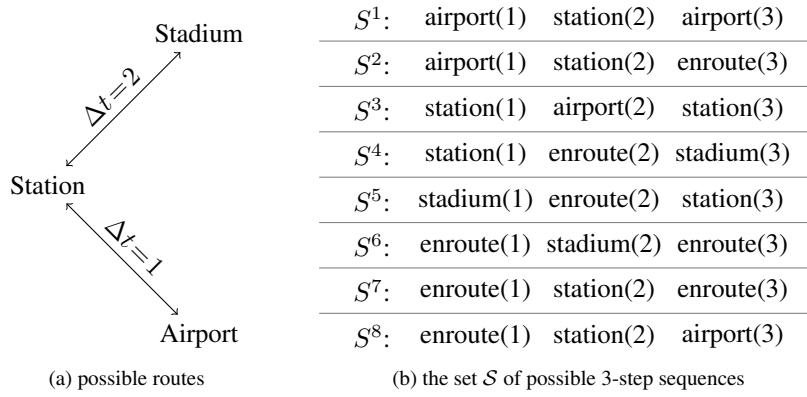 Stadium
Δt=2
Station
Δt=1
Airport
(a) possible routes
S¹: airport(1) station(2) airport(3)
S²: airport(1) station(2) enroute(3)
S³: station(1) airport(2) station(3)
S⁴: station(1) enroute(2) stadium(3)
S⁵: stadium(1) enroute(2) station(3)
S⁶: enroute(1) stadium(2) enroute(3)
S⁷: enroute(1) station(2) enroute(3)
S⁸: enroute(1) station(2) airport(3)
(b) the set 𝒮 of possible 3-step sequences